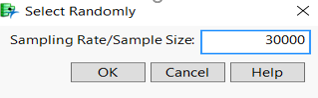 Select Randomly
Sampling Rate/Sample Size: 30000
OK Cancel Help